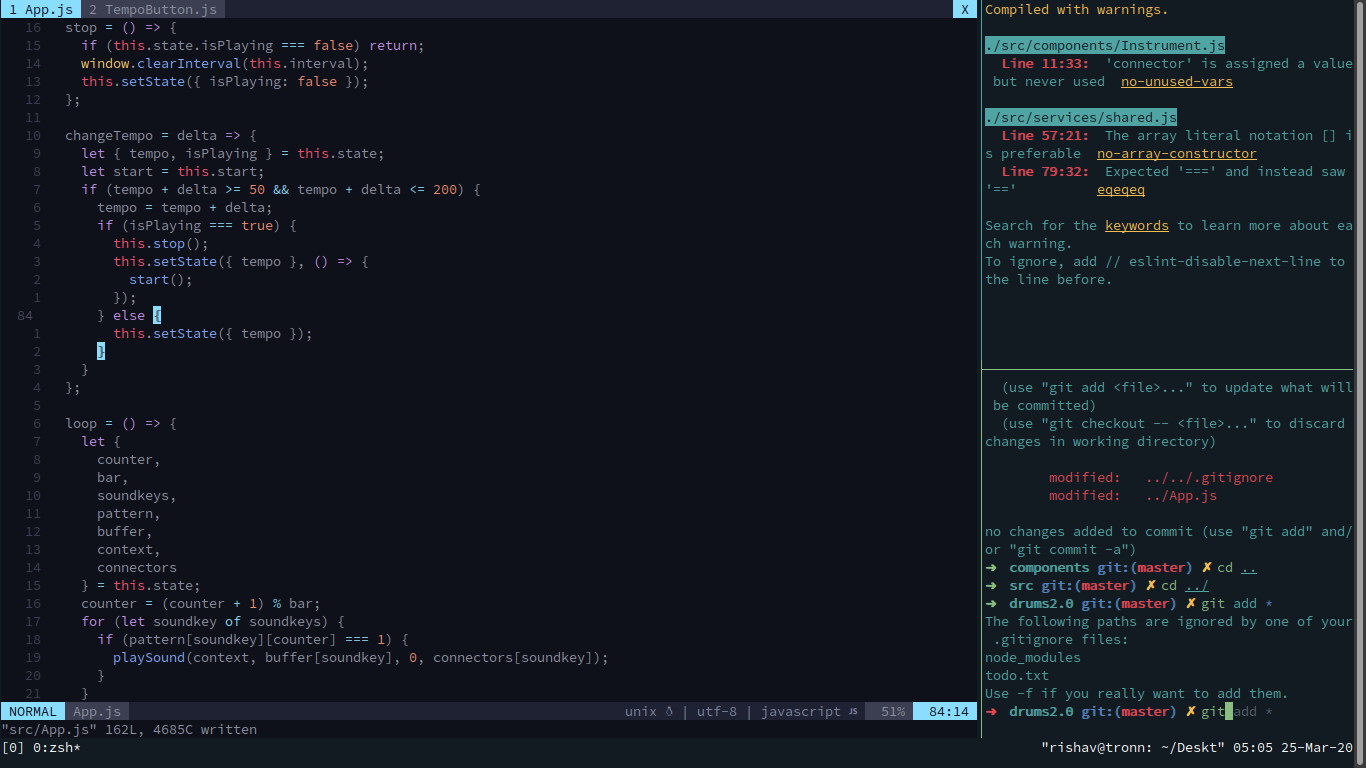 1 App.js  2 TempoButton.js  X
16  stop = () => {
15    if (this.state.isPlaying === false) return;
14    window.clearInterval(this.interval);
13    this.setState({ isPlaying: false });
12  };
11
10  changeTempo = delta => {
9    let { tempo, isPlaying } = this.state;
8    let start = this.start;
7    if (tempo + delta >= 50 && tempo + delta <= 200) {
6      tempo = tempo + delta;
5      if (isPlaying === true) {
4        this.stop();
3        this.setState({ tempo }, () => {
2          start();
1        });
84      } else {
1        this.setState({ tempo });
2      }
3    }
4  };
5
6  loop = () => {
7    let {
8      counter,
9      bar,
10      soundkeys,
11      pattern,
12      buffer,
13      context,
14      connectors
15    } = this.state;
16    counter = (counter + 1) % bar;
17    for (let soundkey of soundkeys) {
18      if (pattern[soundkey][counter] === 1) {
19        playSound(context, buffer[soundkey], 0, connectors[soundkey]);
20      }
21    }
NORMAL  App.js  unix | utf-8 | javascript JS  51%  84:14
"src/App.js" 162L, 4685C written
Compiled with warnings.
./src/components/Instrument.js
  Line 11:33:  'connector' is assigned a value
 but never used  no-unused-vars
./src/services/shared.js
  Line 57:21:  The array literal notation [] i
s preferable  no-array-constructor
  Line 79:32:  Expected '===' and instead saw
'=='          eqeqeq
Search for the keywords to learn more about ea
ch warning.
To ignore, add // eslint-disable-next-line to
the line before.
  (use "git add <file>..." to update what will
 be committed)
  (use "git checkout -- <file>..." to discard
changes in working directory)
        modified:   ../../.gitignore
        modified:   ../App.js
no changes added to commit (use "git add" and/
or "git commit -a")
➜  components git:(master) ✗ cd ..
➜  src git:(master) ✗ cd ../
➜  drums2.0 git:(master) ✗ git add *
The following paths are ignored by one of your
 .gitignore files:
node_modules
todo.txt
Use -f if you really want to add them.
➜  drums2.0 git:(master) ✗ git add *
[0] 0:zsh*  "rishav@tronn: ~/Deskt" 05:05 25-Mar-20